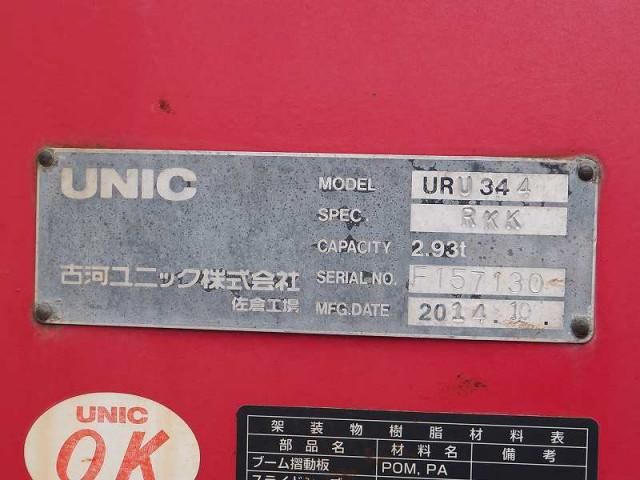 UNIC
MODEL URU344
SPEC. RKK
CAPACITY 2.93t
古河ユニック株式会社
SERIAL NO. F157130
佐倉工場
MFG.DATE 2014.10.
UNIC
OK
架装物樹脂材料表
部品名 材料名 備考
ブーム摺動板 POM, PA